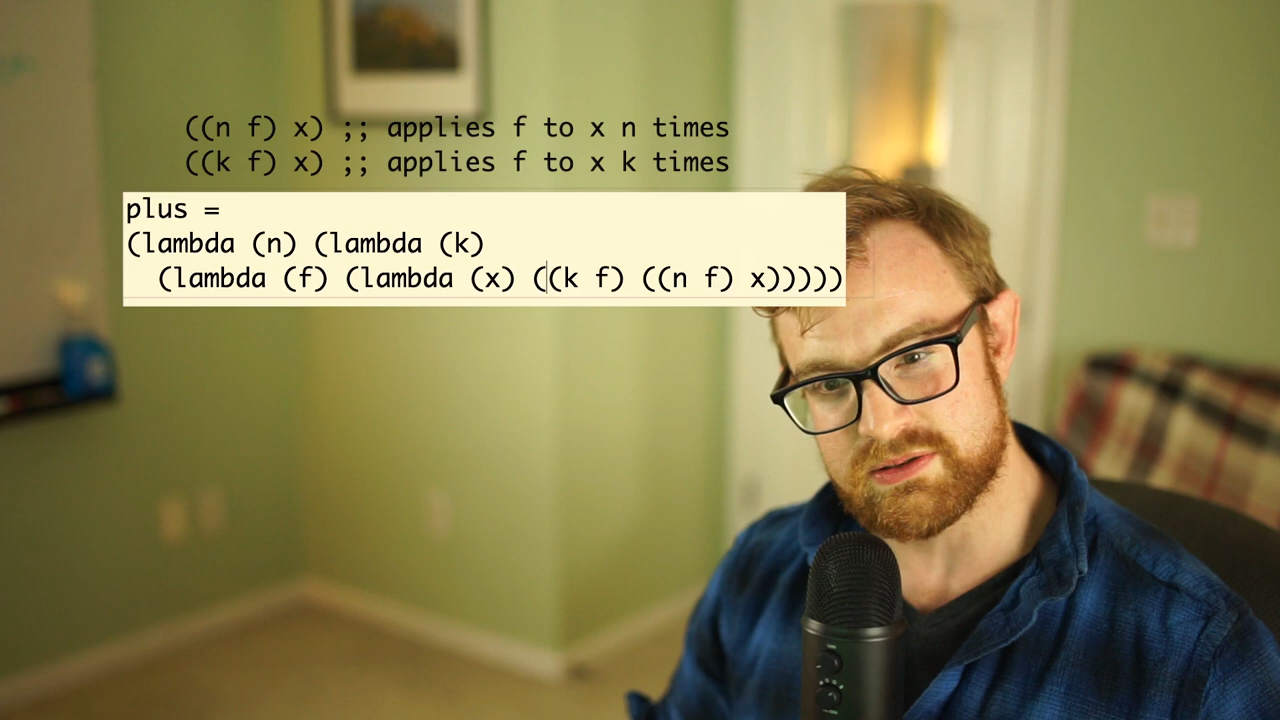 ((n f) x) ;; applies f to x n times
((k f) x) ;; applies f to x k times
plus =
(lambda (n) (lambda (k)
(lambda (f) (lambda (x) ((k f) ((n f) x)))))